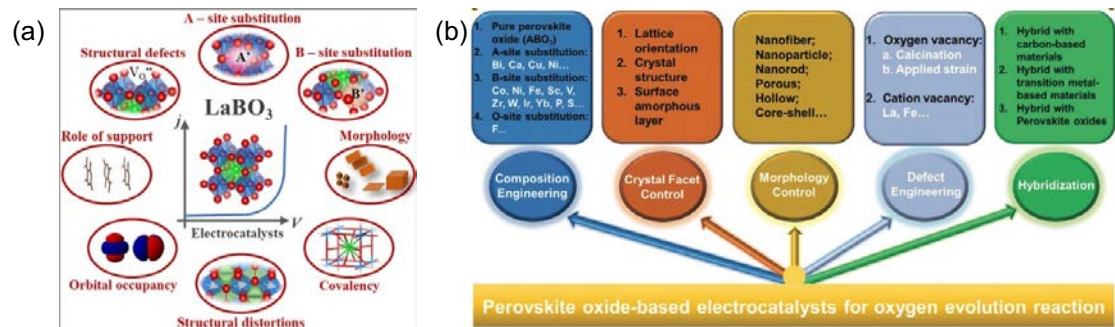 (a)
A – site substitution
Structural defects
B – site substitution
V₀••
A'
B'
LaBO₃
j
Role of support
Morphology
V
Electrocatalysts
Orbital occupancy
Covalency
Structural distortions
(b)
1. Pure perovskite
oxide (ABO₃)
2. A-site substitution:
Bi, Ca, Cu, Ni...
3. B-site substitution:
Co, Ni, Fe, Sc, V,
Zr, W, Ir, Yb, P, S...
4. O-site substitution:
F...
1. Lattice
orientation
2. Crystal
structure
3. Surface
amorphous
layer
Nanofiber;
Nanoparticle;
Nanorod;
Porous;
Hollow;
Core-shell...
1. Oxygen vacancy:
a. Calcination
b. Applied strain
2. Cation vacancy:
La, Fe...
1. Hybrid with
carbon-based
materials
2. Hybrid with
transition metal-
based materials
3. Hybrid with
Perovskite oxides
Composition
Engineering
Crystal Facet
Control
Morphology
Control
Defect
Engineering
Hybridization
Perovskite oxide-based electrocatalysts for oxygen evolution reaction